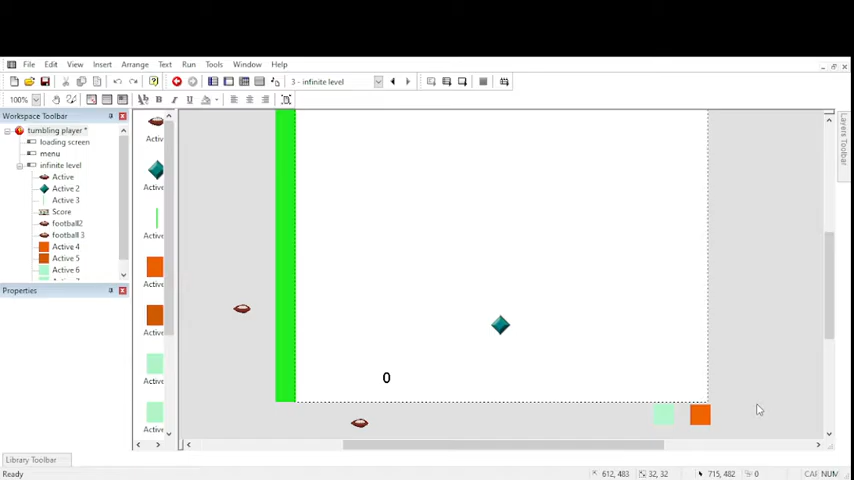 File Edit View Insert Arrange Text Run Tools Window Help
3 - infinite level
100%
Workspace Toolbar
tumbling player *
loading screen
menu
infinite level
Active
Active 2
Active 3
Score
football2
football 3
Active 4
Active 5
Active 6
Properties
Active
Active
Active
Active
Active
Active
Active
0
Layers Toolbar
Library Toolbar
Ready
612, 483
32, 32
715, 482
0
CAP NUM